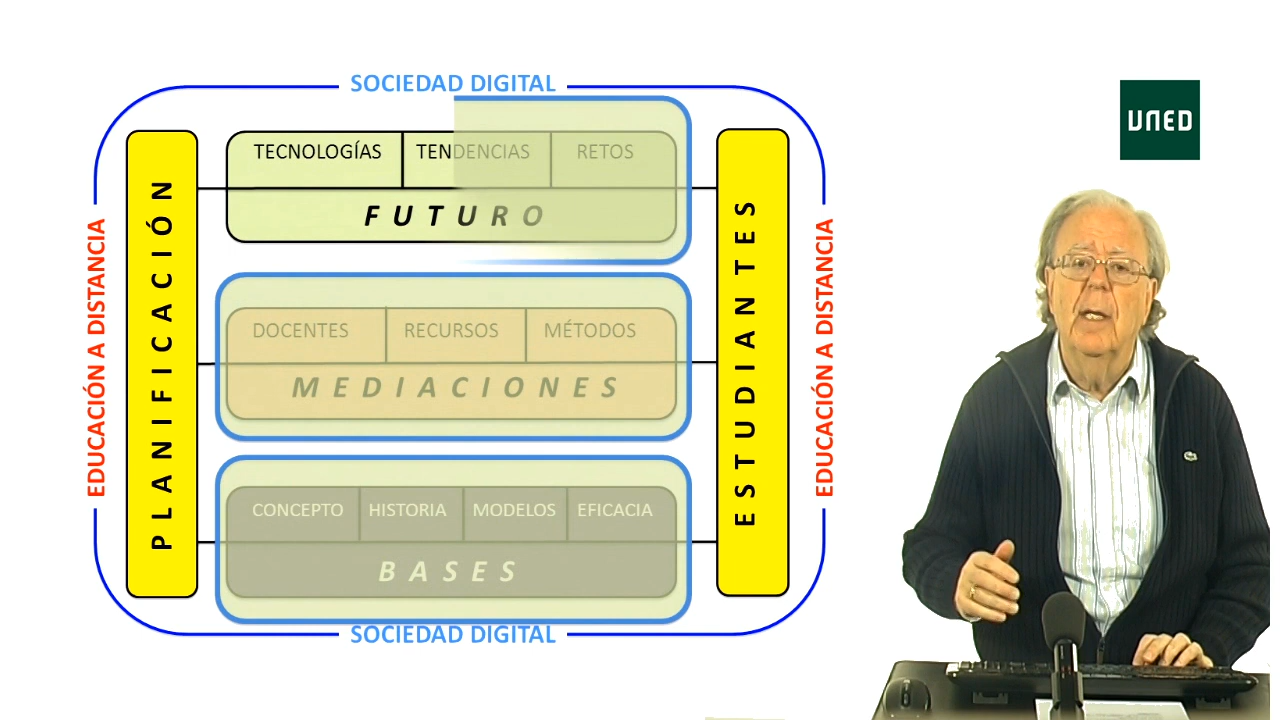 SOCIEDAD DIGITAL
UNED
TECNOLOGÍAS TENDENCIAS RETOS
FUTURO
PLANIFICACIÓN
ESTUDIANTES
EDUCACIÓN A DISTANCIA
EDUCACIÓN A DISTANCIA
DOCENTES RECURSOS MÉTODOS
MEDIACIONES
CONCEPTO HISTORIA MODELOS EFICACIA
BASES
SOCIEDAD DIGITAL